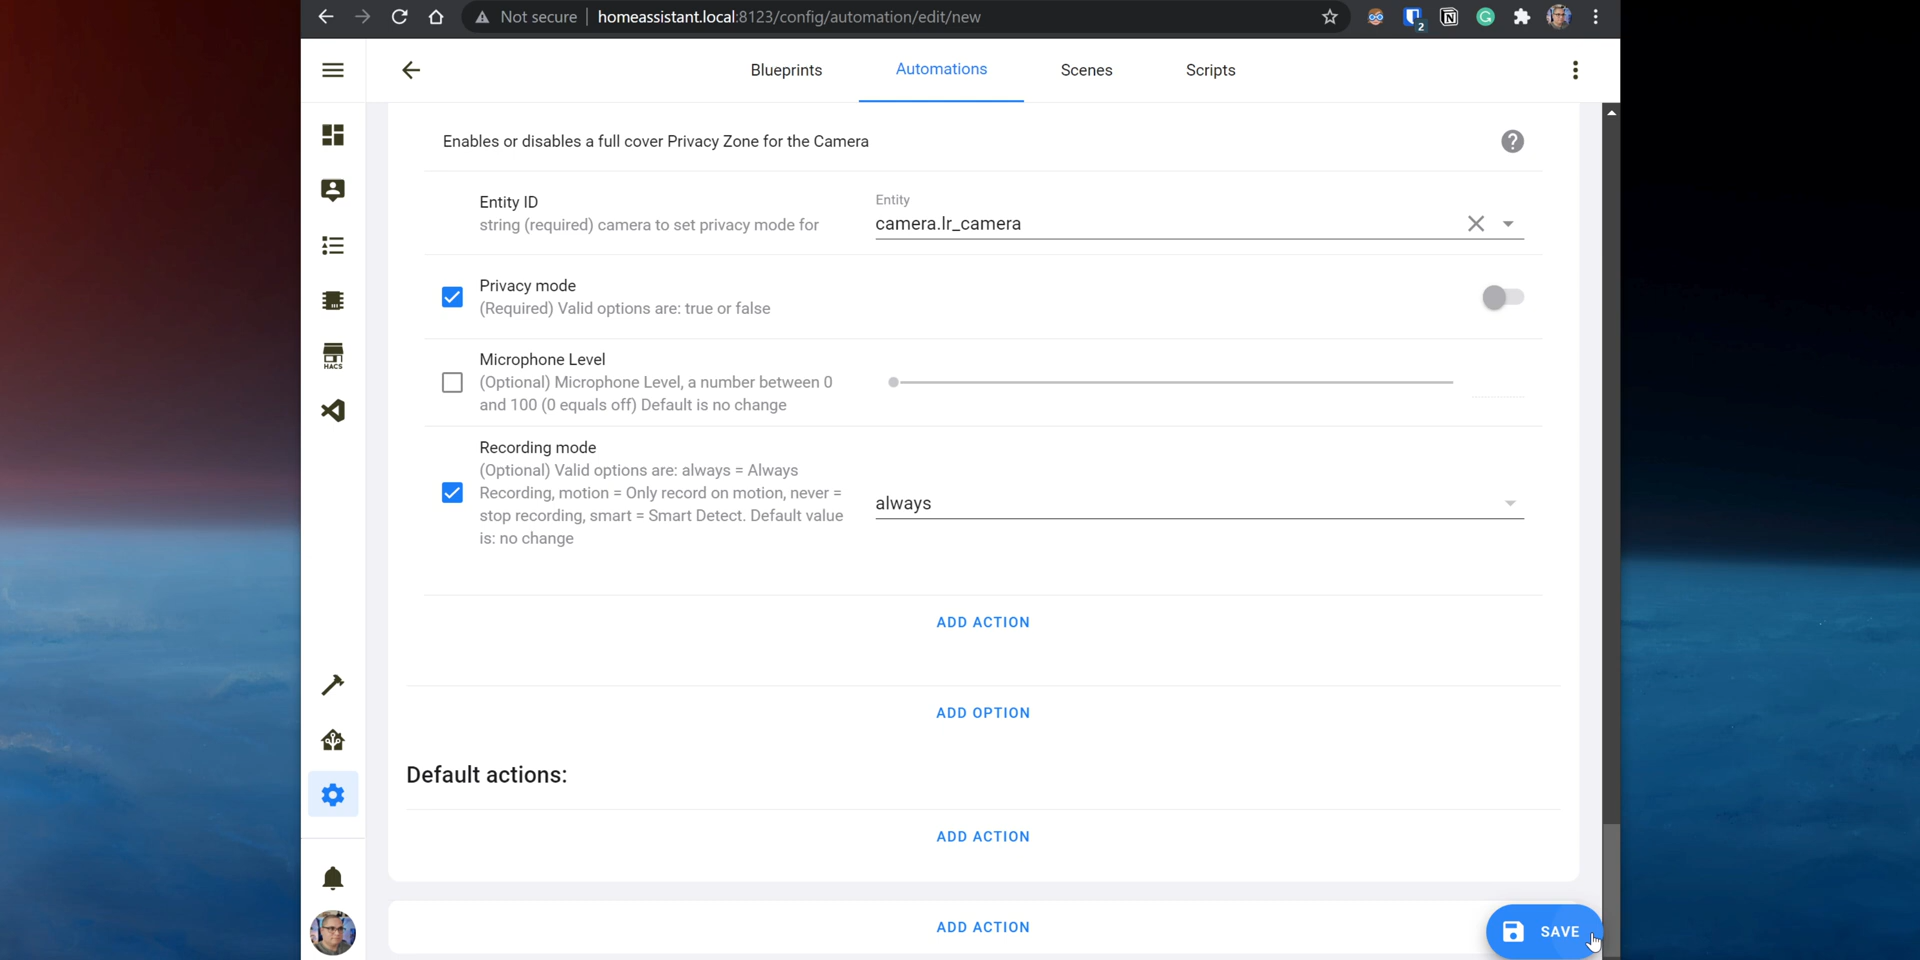 Not secure | homeassistant.local:8123/config/automation/edit/new
2
Blueprints
Automations
Scenes
Scripts
Enables or disables a full cover Privacy Zone for the Camera
Entity ID
string (required) camera to set privacy mode for
Entity
camera.lr_camera
Privacy mode
(Required) Valid options are: true or false
HACS
Microphone Level
(Optional) Microphone Level, a number between 0
and 100 (0 equals off) Default is no change
Recording mode
(Optional) Valid options are: always = Always
Recording, motion = Only record on motion, never =
stop recording, smart = Smart Detect. Default value
is: no change
always
ADD ACTION
ADD OPTION
Default actions:
ADD ACTION
ADD ACTION
SAVE